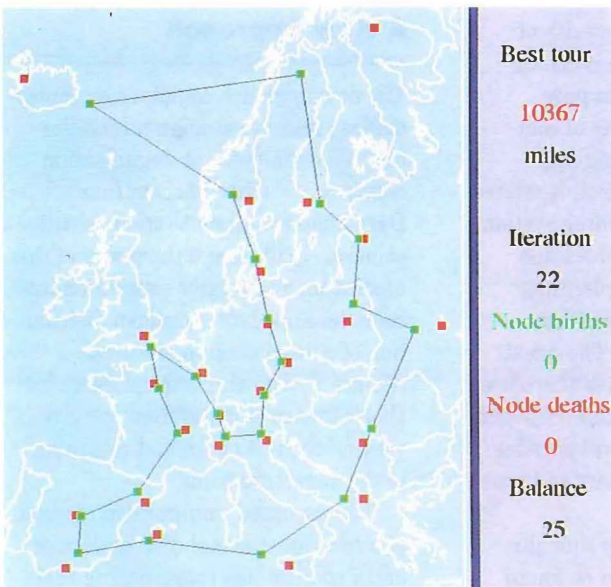 Best tour
10367
miles
Iteration
22
Node births
0
Node deaths
0
Balance
25